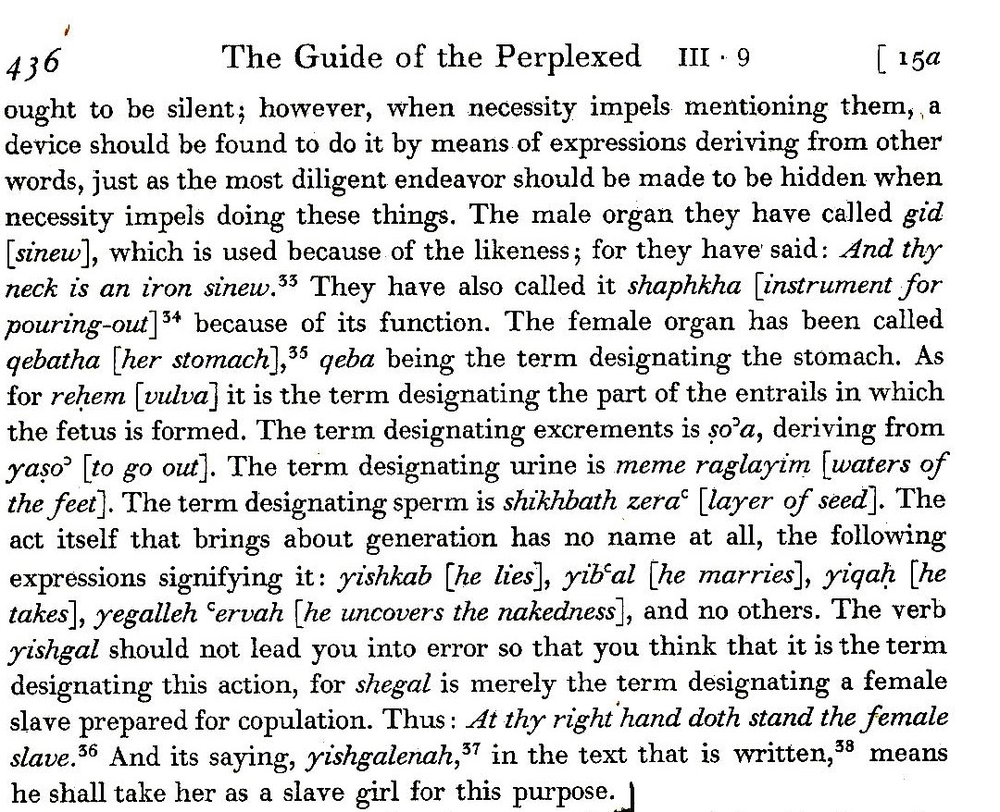 436 The Guide of the Perplexed III · 9 [ 15a
ought to be silent; however, when necessity impels mentioning them, a
device should be found to do it by means of expressions deriving from other
words, just as the most diligent endeavor should be made to be hidden when
necessity impels doing these things. The male organ they have called gid
[sinew], which is used because of the likeness; for they have said: And thy
neck is an iron sinew.³³ They have also called it shaphkha [instrument for
pouring-out]³⁴ because of its function. The female organ has been called
qebatha [her stomach],³⁵ qeba being the term designating the stomach. As
for reḥem [vulva] it is the term designating the part of the entrails in which
the fetus is formed. The term designating excrements is ṣoʾa, deriving from
yaṣoʾ [to go out]. The term designating urine is meme raglayim [waters of
the feet]. The term designating sperm is shikhbath zeraʿ [layer of seed]. The
act itself that brings about generation has no name at all, the following
expressions signifying it: yishkab [he lies], yibʿal [he marries], yiqaḥ [he
takes], yegalleh ʿervah [he uncovers the nakedness], and no others. The verb
yishgal should not lead you into error so that you think that it is the term
designating this action, for shegal is merely the term designating a female
slave prepared for copulation. Thus: At thy right hand doth stand the female
slave.³⁶ And its saying, yishgalenah,³⁷ in the text that is written,³⁸ means
he shall take her as a slave girl for this purpose. ]